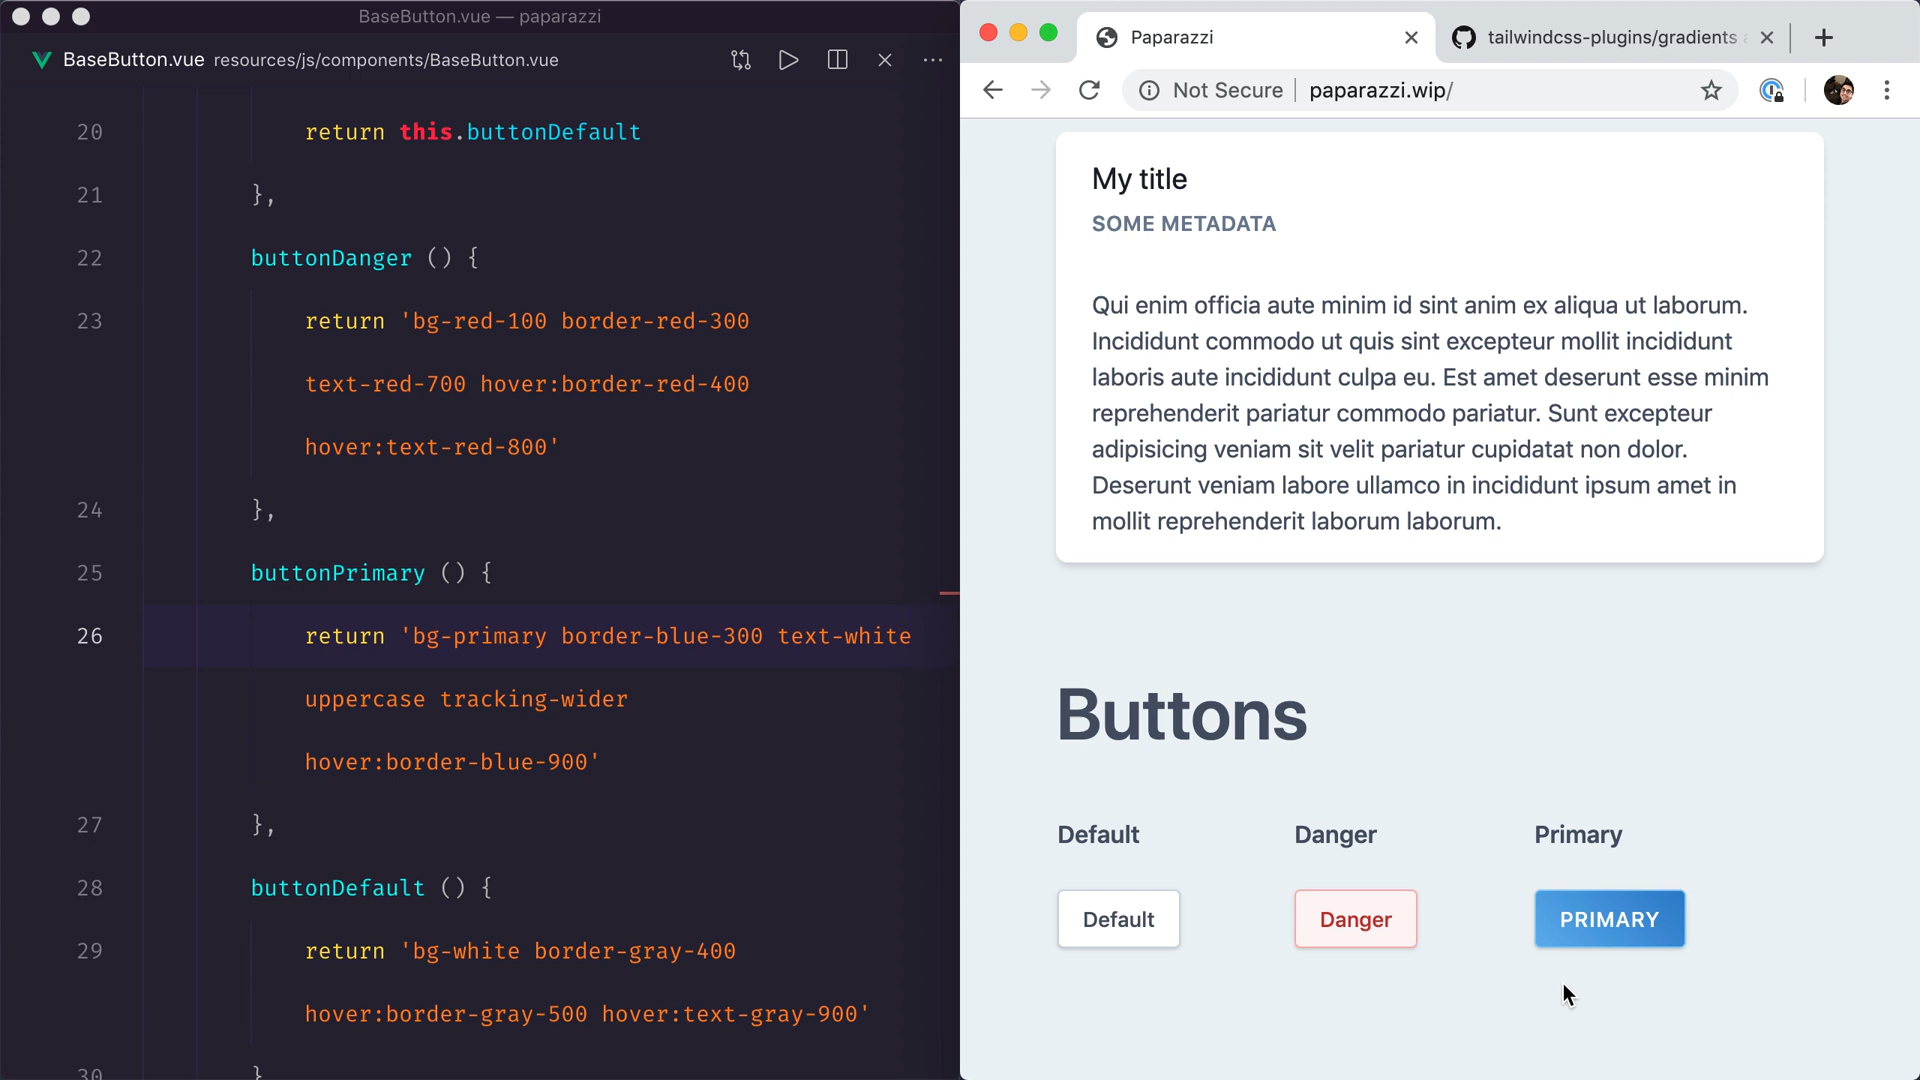 BaseButton.vue — paparazzi
BaseButton.vue resources/js/components/BaseButton.vue
20 return this.buttonDefault
21 },
22 buttonDanger () {
23 return 'bg-red-100 border-red-300
text-red-700 hover:border-red-400
hover:text-red-800'
24 },
25 buttonPrimary () {
26 return 'bg-primary border-blue-300 text-white
uppercase tracking-wider
hover:border-blue-900'
27 },
28 buttonDefault () {
29 return 'bg-white border-gray-400
hover:border-gray-500 hover:text-gray-900'
30 }
Paparazzi
tailwindcss-plugins/gradients
Not Secure paparazzi.wip/
My title
SOME METADATA
Qui enim officia aute minim id sint anim ex aliqua ut laborum.
Incididunt commodo ut quis sint excepteur mollit incididunt
laboris aute incididunt culpa eu. Est amet deserunt esse minim
reprehenderit pariatur commodo pariatur. Sunt excepteur
adipisicing veniam sit velit pariatur cupidatat non dolor.
Deserunt veniam labore ullamco in incididunt ipsum amet in
mollit reprehenderit laborum laborum.
Buttons
Default Danger Primary
Default Danger PRIMARY